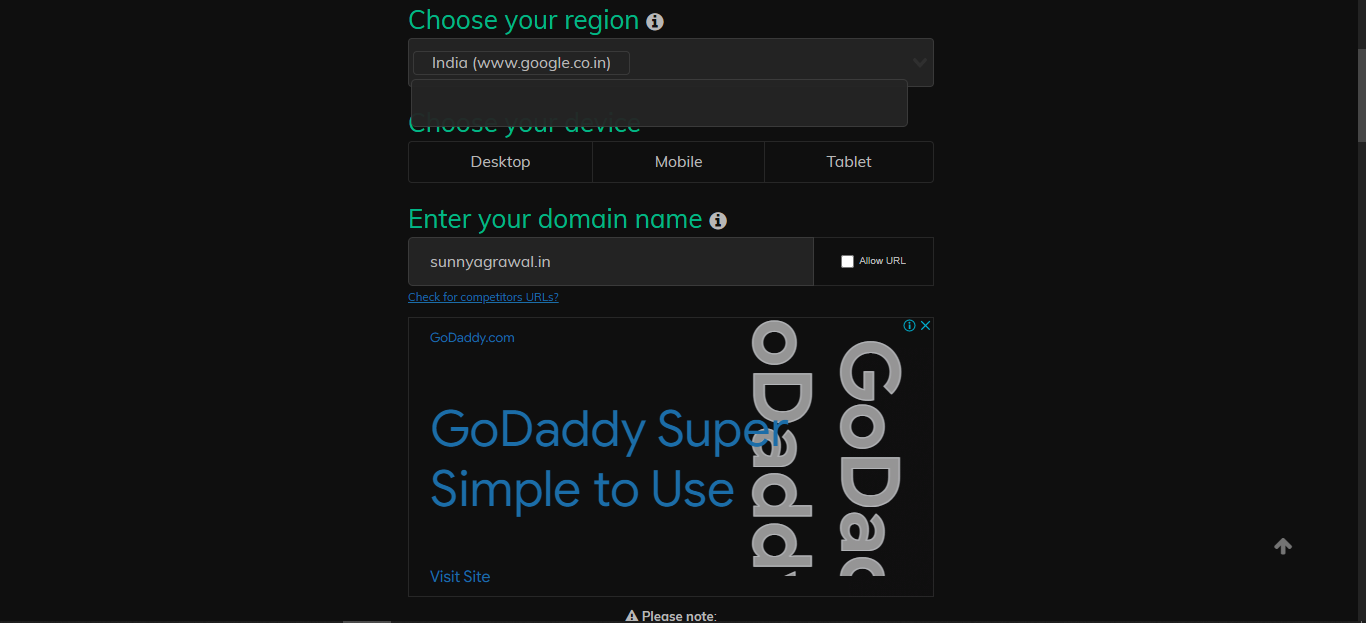 Choose your region
India (www.google.co.in)
Choose your device
Desktop Mobile Tablet
Enter your domain name
sunnyagrawal.in
Allow URL
Check for competitors URLs?
GoDaddy.com
GoDaddy Super
Simple to Use
oDadd
GoDac
Visit Site
Please note: